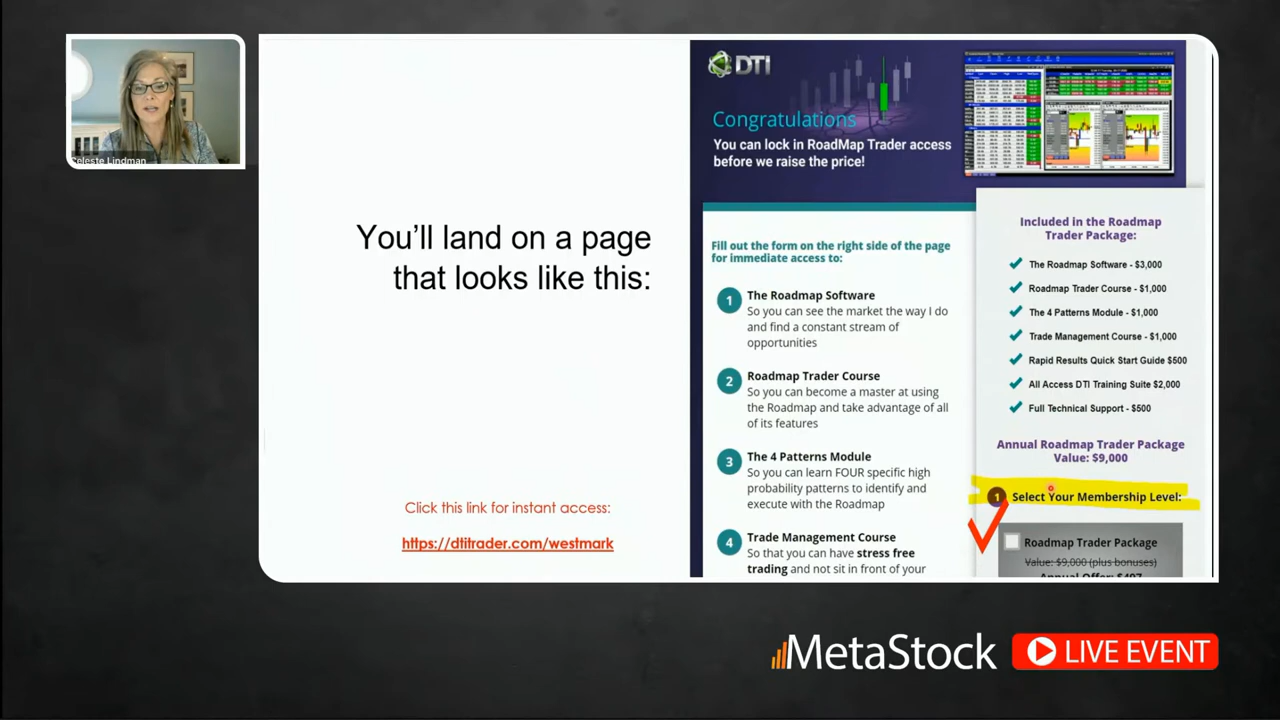 Celeste Lindman
You'll land on a page
that looks like this:
Click this link for instant access:
https://dtitrader.com/westmark
DTI
Congratulations
You can lock in RoadMap Trader access
before we raise the price!
Fill out the form on the right side of the page
for immediate access to:
1 The Roadmap Software
So you can see the market the way I do
and find a constant stream of
opportunities
2 Roadmap Trader Course
So you can become a master at using
the Roadmap and take advantage of all
of its features
3 The 4 Patterns Module
So you can learn FOUR specific high
probability patterns to identify and
execute with the Roadmap
4 Trade Management Course
So that you can have stress free
trading and not sit in front of your
Included in the Roadmap
Trader Package:
The Roadmap Software - $3,000
Roadmap Trader Course - $1,000
The 4 Patterns Module - $1,000
Trade Management Course - $1,000
Rapid Results Quick Start Guide $500
All Access DTI Training Suite $2,000
Full Technical Support - $500
Annual Roadmap Trader Package
Value: $9,000
1 Select Your Membership Level:
Roadmap Trader Package
Value: $9,000 (plus bonuses)
Annual Offer: $497
MetaStock LIVE EVENT